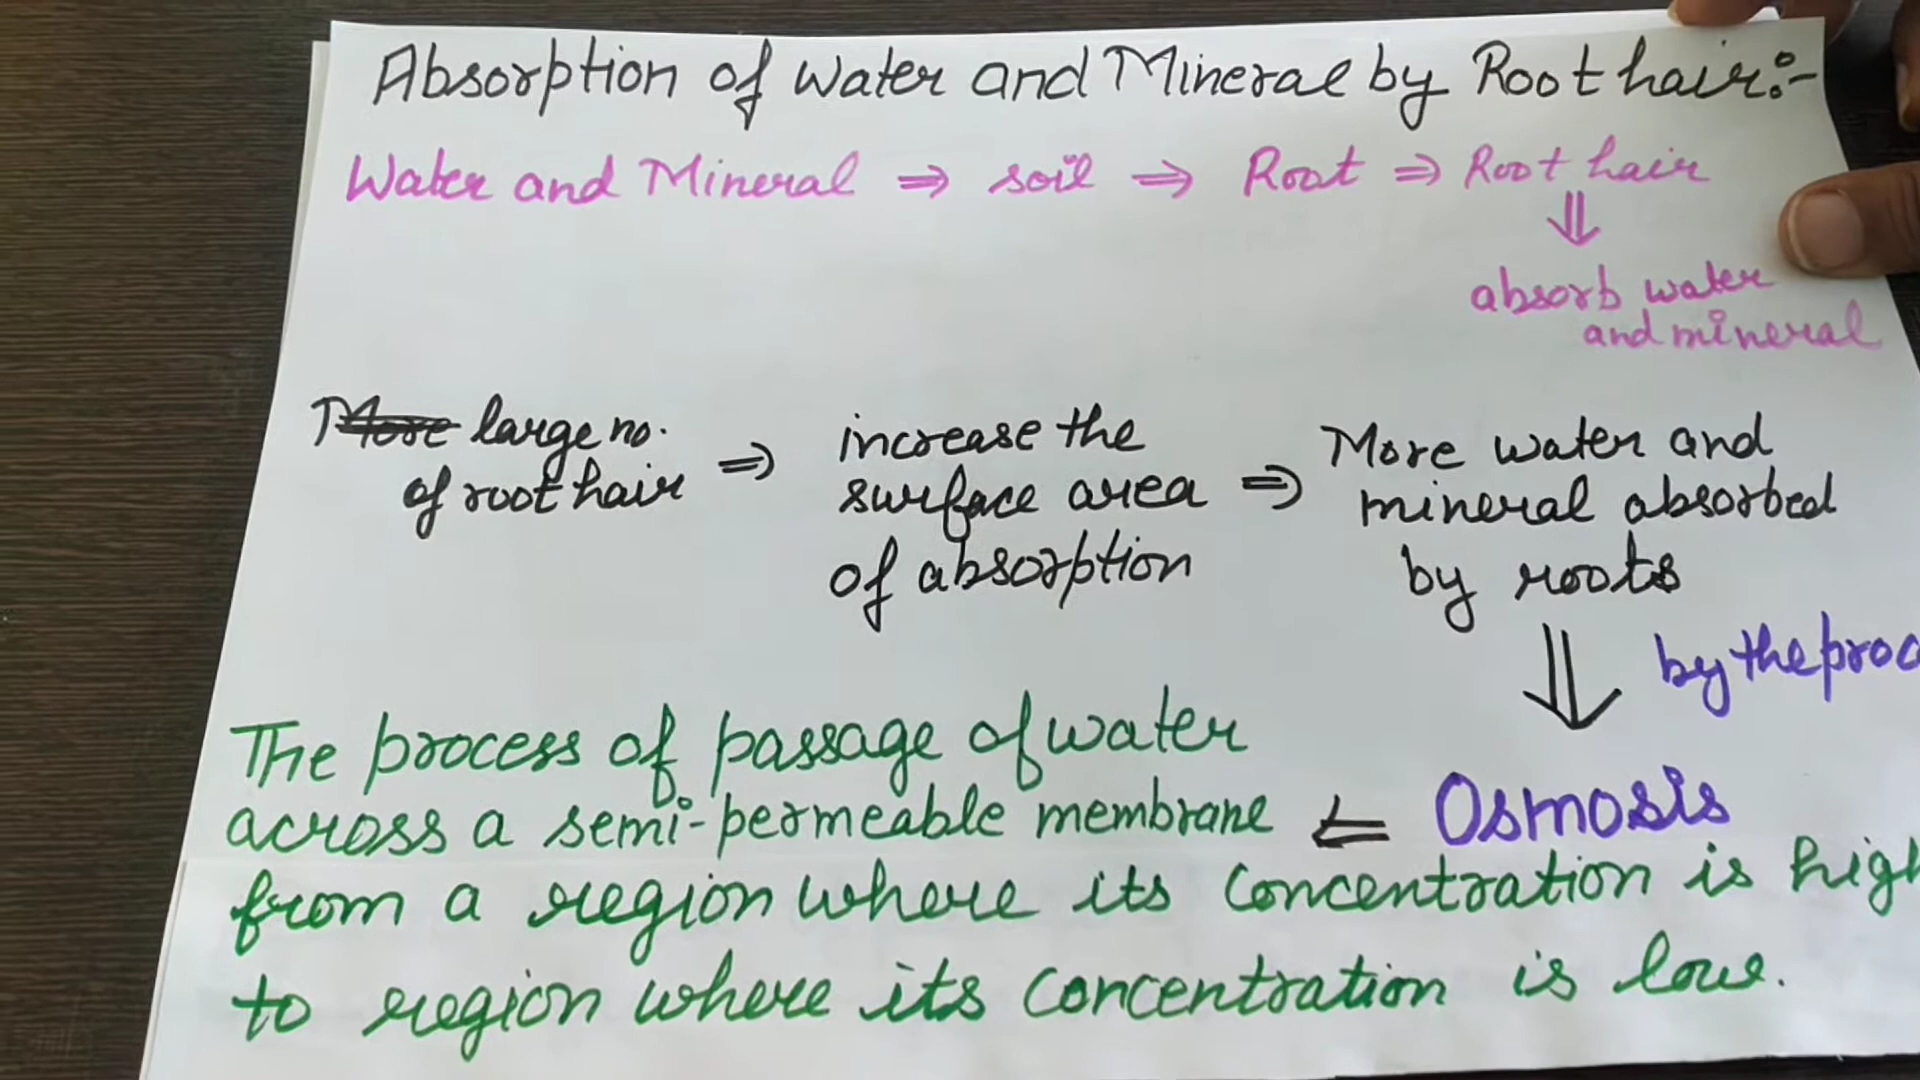 Absorption of Water and Mineral by Root hair:-
Water and Mineral ⇒ soil ⇒ Root ⇒ Root hair
⇓
absorb water
and mineral
More large no.
of root hair ⇒ increase the
surface area
of absorption ⇒ More water and
mineral absorbed
by roots
⇓ by the proc
Osmosis
⇐
The process of passage of water
across a semi-permeable membrane
from a region where its concentration is high
to region where its concentration is low.